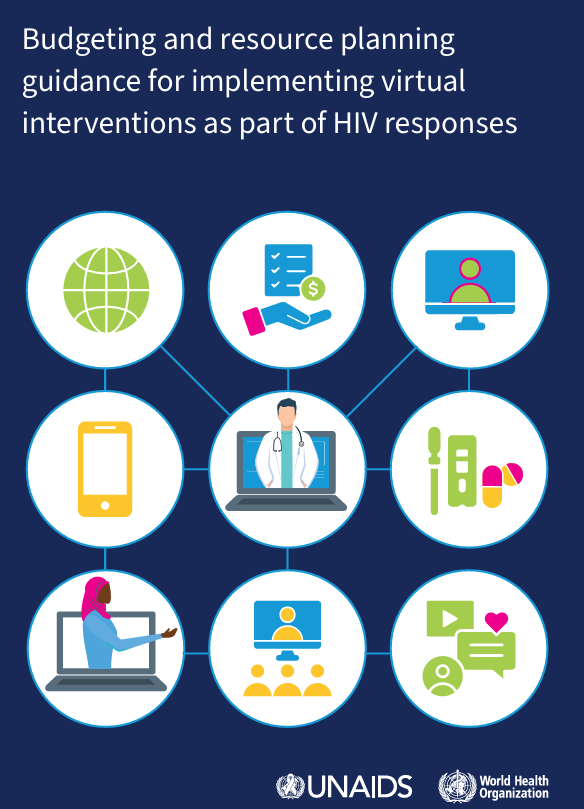 Budgeting and resource planning
guidance for implementing virtual
interventions as part of HIV responses
$
UNAIDS
World Health
Organization